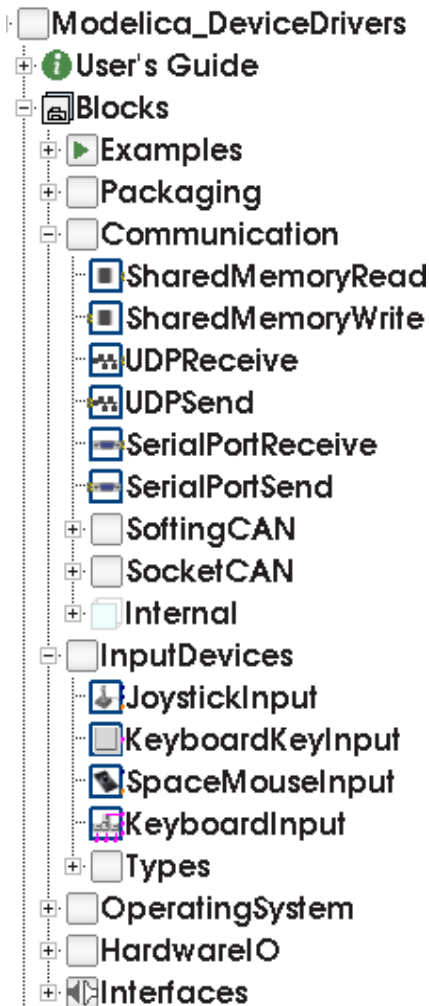 Modelica_DeviceDrivers
User's Guide
Blocks
Examples
Packaging
Communication
SharedMemoryRead
SharedMemoryWrite
UDPReceive
UDPSend
SerialPortReceive
SerialPortSend
SoftingCAN
SocketCAN
Internal
InputDevices
JoystickInput
KeyboardKeyInput
SpaceMouseInput
KeyboardInput
Types
OperatingSystem
HardwareIO
Interfaces